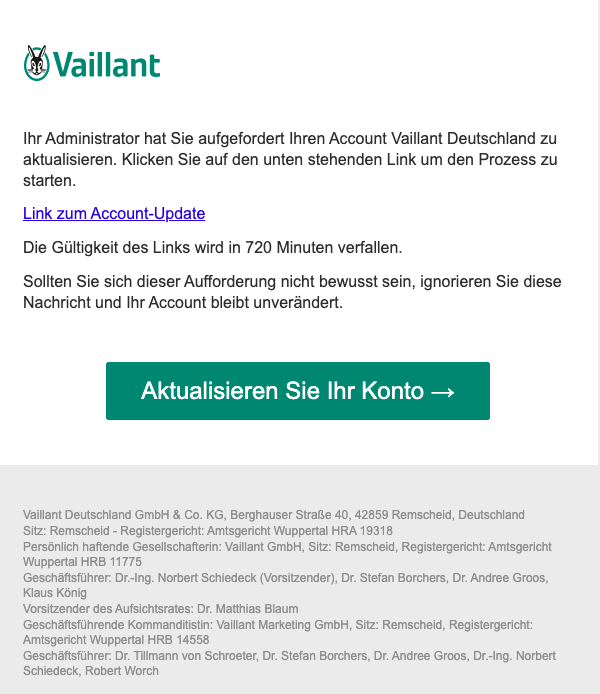 Vaillant
Ihr Administrator hat Sie aufgefordert Ihren Account Vaillant Deutschland zu
aktualisieren. Klicken Sie auf den unten stehenden Link um den Prozess zu
starten.
Link zum Account-Update
Die Gültigkeit des Links wird in 720 Minuten verfallen.
Sollten Sie sich dieser Aufforderung nicht bewusst sein, ignorieren Sie diese
Nachricht und Ihr Account bleibt unverändert.
Aktualisieren Sie Ihr Konto →
Vaillant Deutschland GmbH & Co. KG, Berghauser Straße 40, 42859 Remscheid, Deutschland
Sitz: Remscheid - Registergericht: Amtsgericht Wuppertal HRA 19318
Persönlich haftende Gesellschafterin: Vaillant GmbH, Sitz: Remscheid, Registergericht: Amtsgericht
Wuppertal HRB 11775
Geschäftsführer: Dr.-Ing. Norbert Schiedeck (Vorsitzender), Dr. Stefan Borchers, Dr. Andree Groos,
Klaus König
Vorsitzender des Aufsichtsrates: Dr. Matthias Blaum
Geschäftsführende Kommanditistin: Vaillant Marketing GmbH, Sitz: Remscheid, Registergericht:
Amtsgericht Wuppertal HRB 14558
Geschäftsführer: Dr. Tillmann von Schroeter, Dr. Stefan Borchers, Dr. Andree Groos, Dr.-Ing. Norbert
Schiedeck, Robert Worch